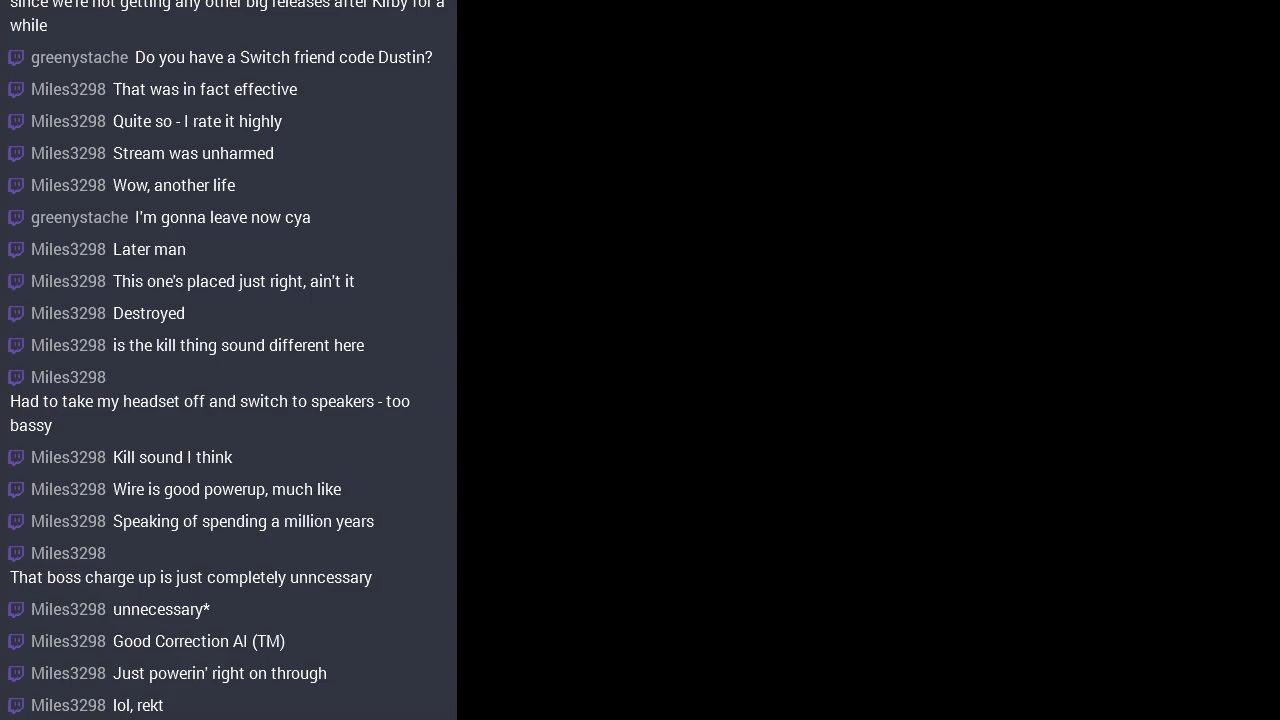 since we're not getting any other big releases after Kirby for a
while
greenystache Do you have a Switch friend code Dustin?
Miles3298 That was in fact effective
Miles3298 Quite so - I rate it highly
Miles3298 Stream was unharmed
Miles3298 Wow, another life
greenystache I'm gonna leave now cya
Miles3298 Later man
Miles3298 This one's placed just right, ain't it
Miles3298 Destroyed
Miles3298 is the kill thing sound different here
Miles3298
Had to take my headset off and switch to speakers - too
bassy
Miles3298 Kill sound I think
Miles3298 Wire is good powerup, much like
Miles3298 Speaking of spending a million years
Miles3298
That boss charge up is just completely unncessary
Miles3298 unnecessary*
Miles3298 Good Correction AI (TM)
Miles3298 Just powerin' right on through
Miles3298 lol, rekt